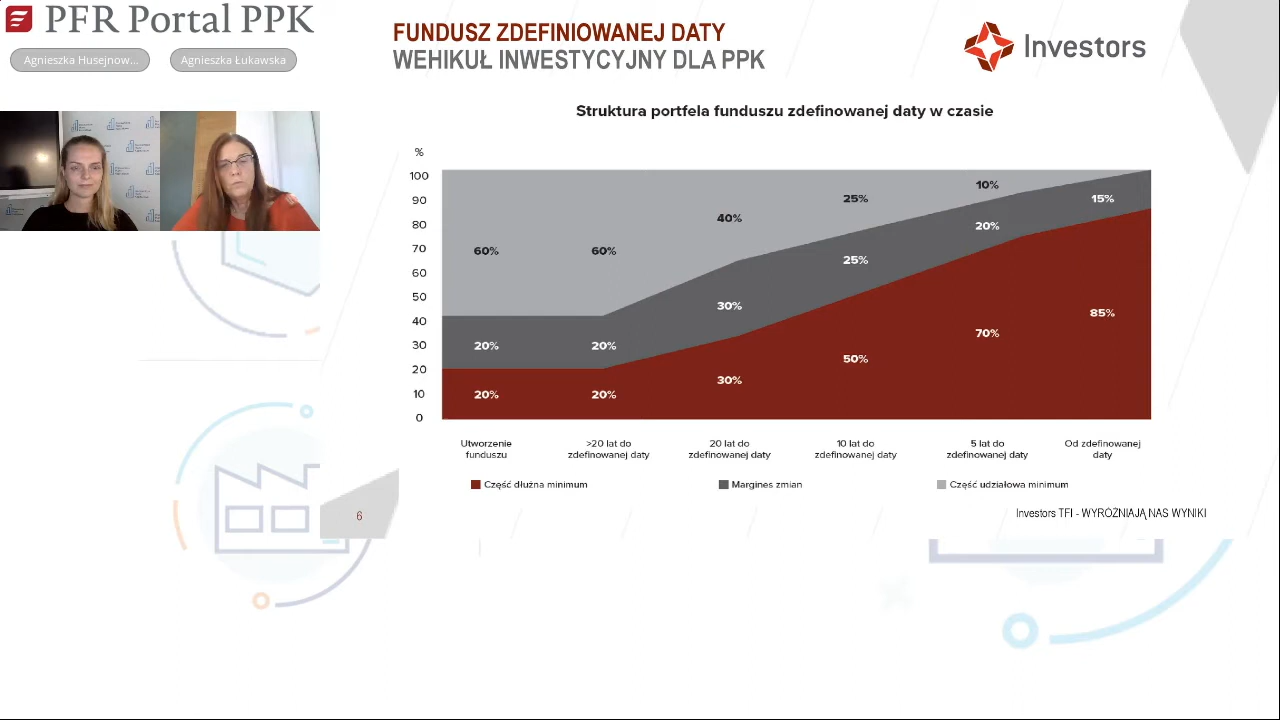 PFR Portal PPK
Agnieszka Husejnow...
Agnieszka Łukawska
FUNDUSZ ZDEFINIOWANEJ DATY
WEHIKUŁ INWESTYCYJNY DLA PPK
Investors
Struktura portfela funduszu zdefinowanej daty w czasie
%
100
90
80
70
60
50
40
30
20
10
0
60%
60%
40%
25%
10%
20%
20%
30%
25%
20%
15%
20%
20%
30%
50%
70%
85%
Utworzenie
funduszu
>20 lat do
zdefinowanej daty
20 lat do
zdefinowanej daty
10 lat do
zdefinowanej daty
5 lat do
zdefinowanej daty
Od zdefinowanej
daty
Część dłużna minimum
Margines zmian
Część udziałowa minimum
6
Investors TFI - WYRÓŻNIAJĄ NAS WYNIKI